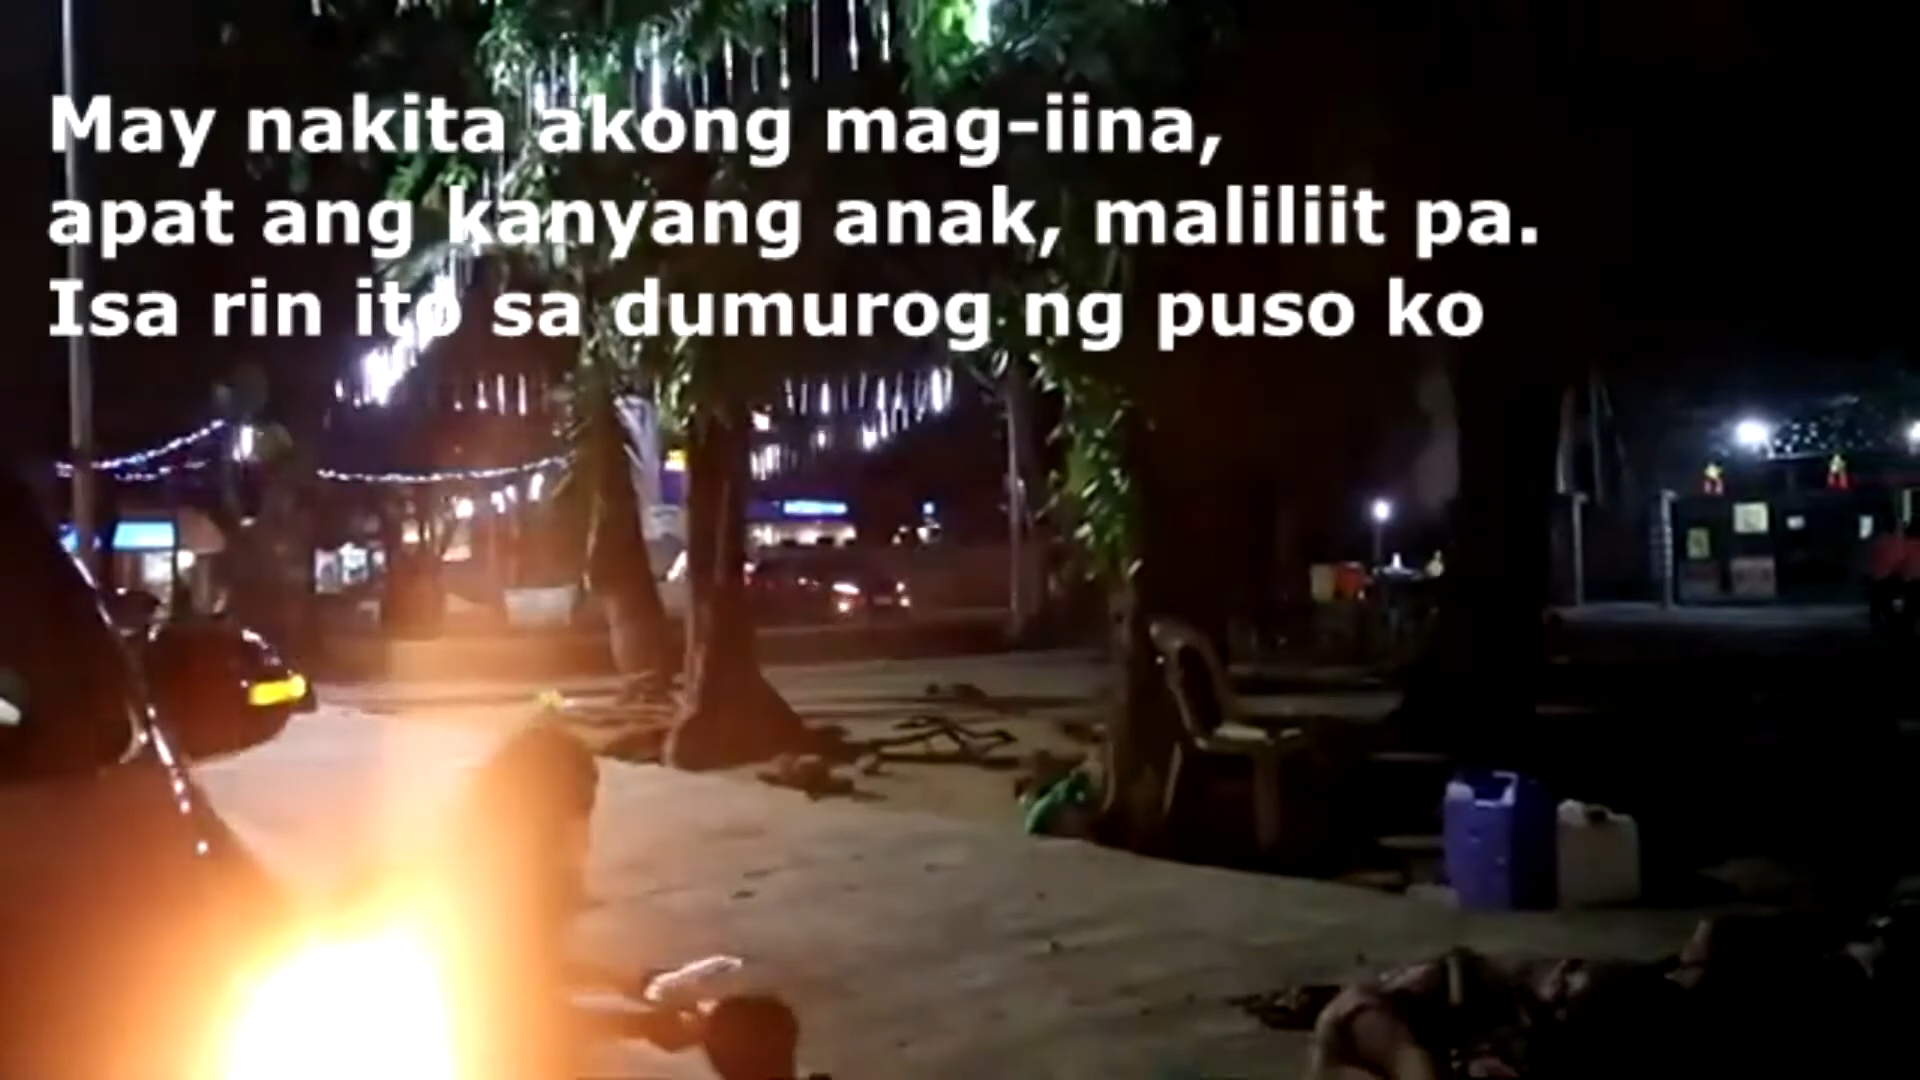 May nakita akong mag-iina,
apat ang kanyang anak, maliliit pa.
Isa rin ito sa dumurog ng puso ko